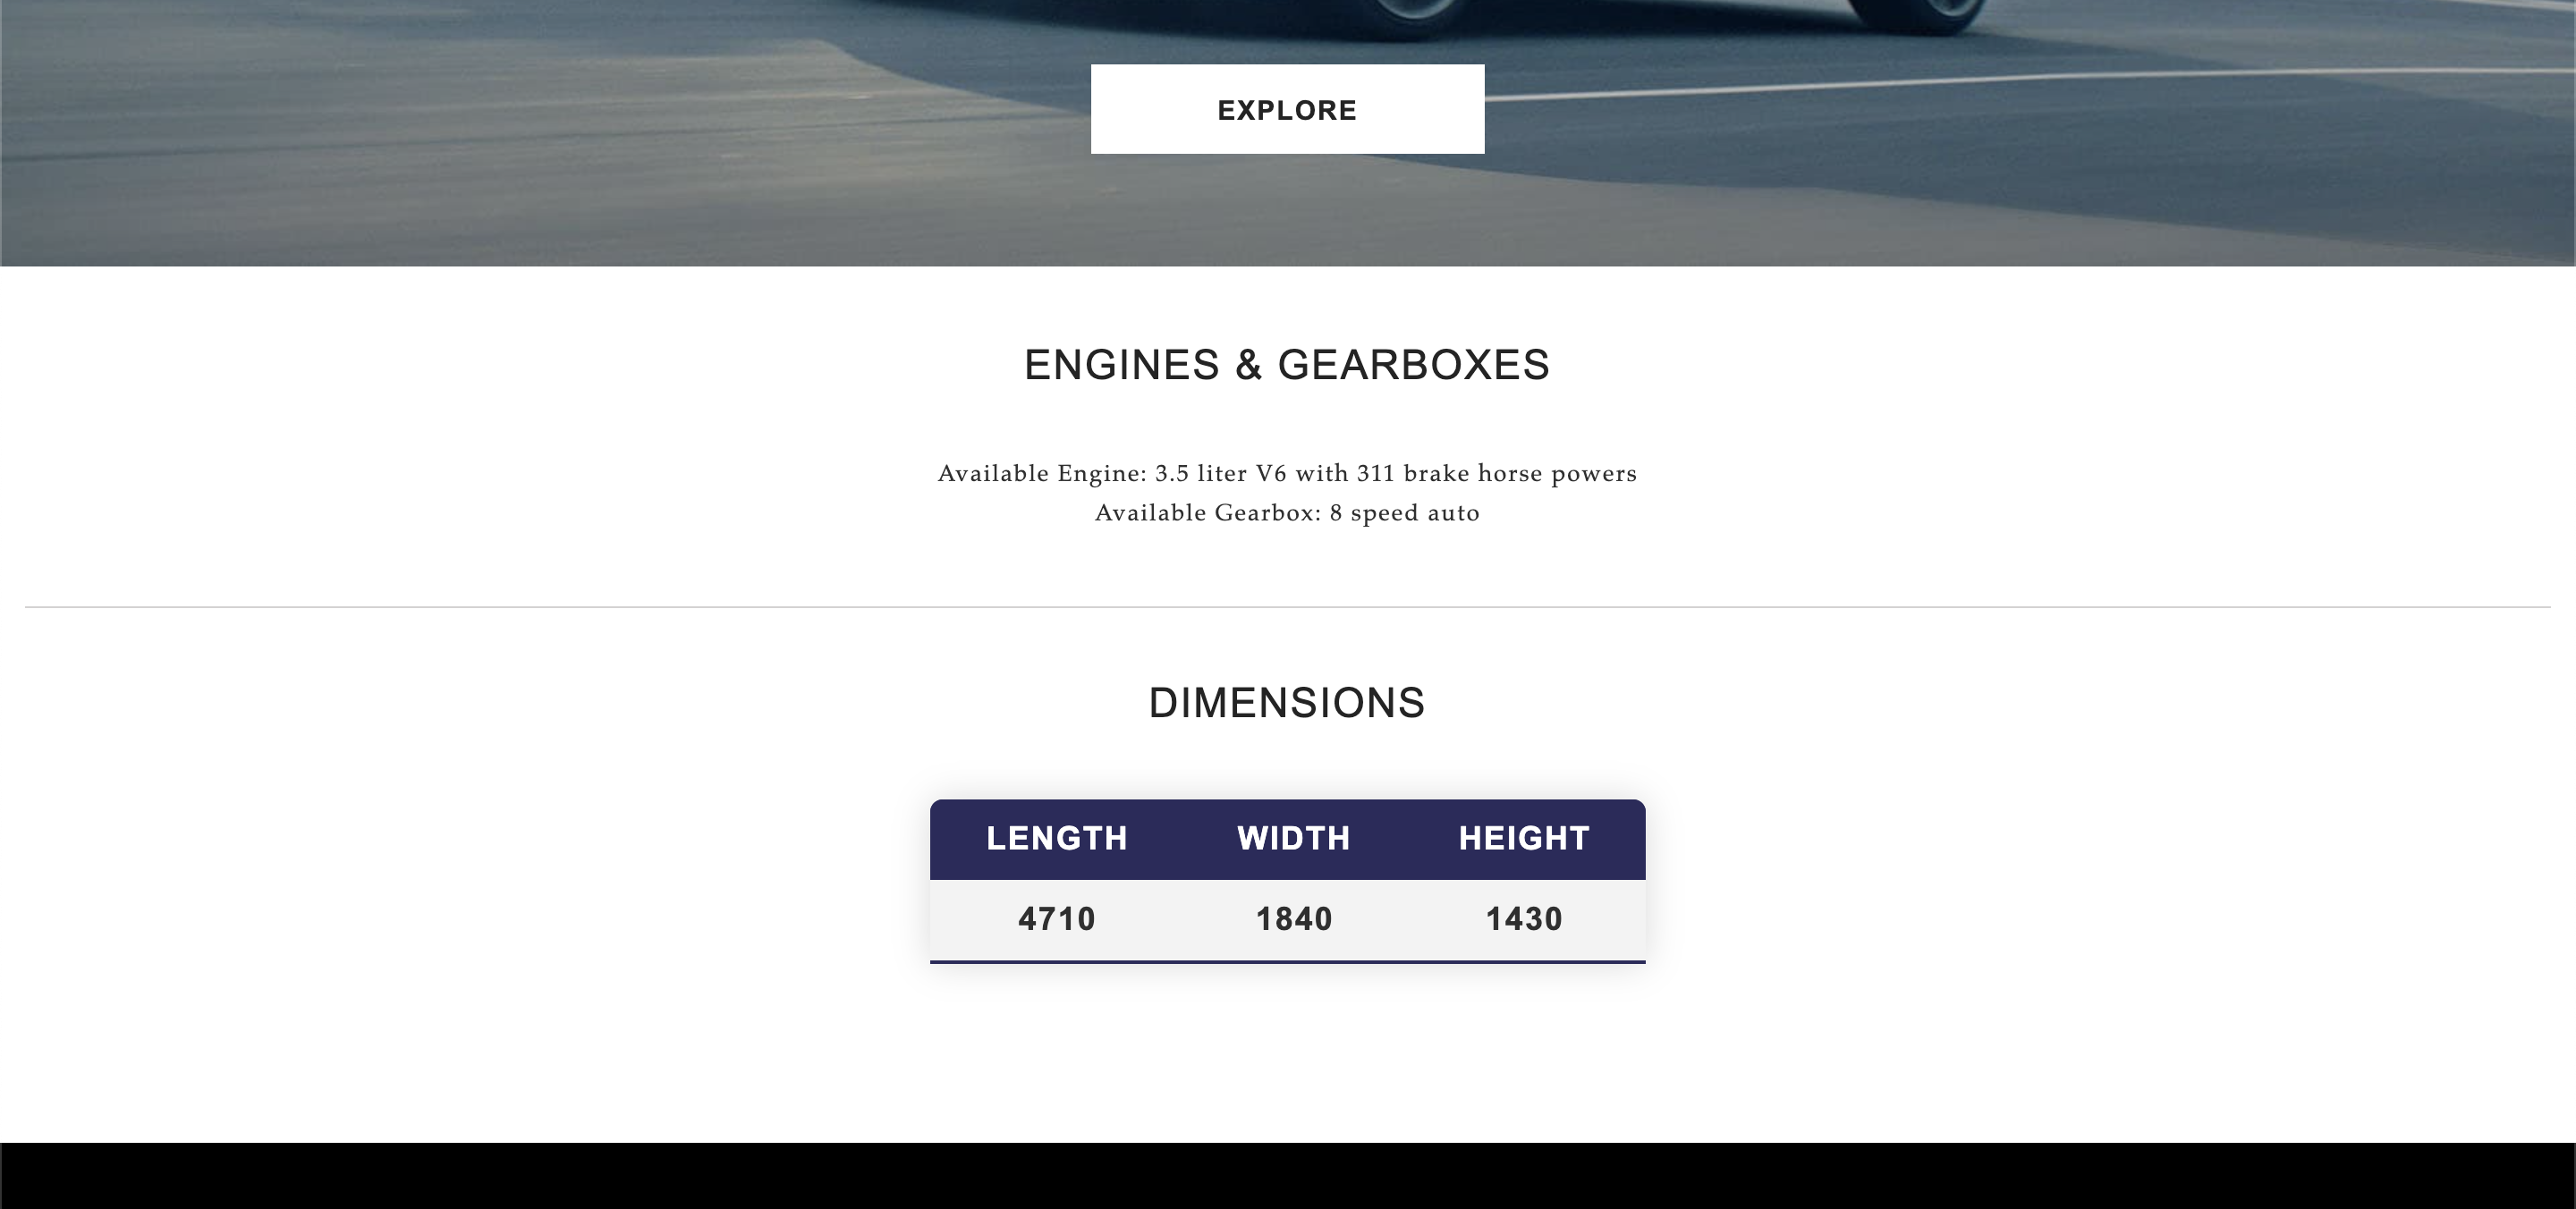 EXPLORE
ENGINES & GEARBOXES
Available Engine: 3.5 liter V6 with 311 brake horse powers
Available Gearbox: 8 speed auto
DIMENSIONS
LENGTH WIDTH HEIGHT
4710 1840 1430